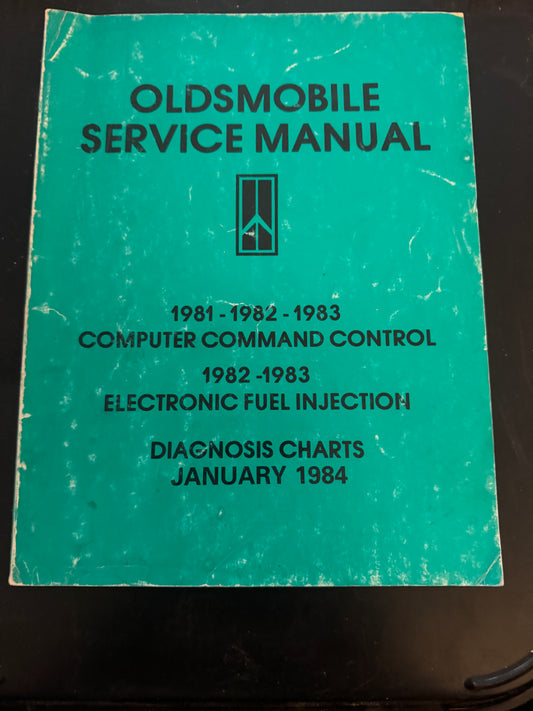 OLDSMOBILE
SERVICE MANUAL
1981 - 1982 - 1983
COMPUTER COMMAND CONTROL
1982 - 1983
ELECTRONIC FUEL INJECTION
DIAGNOSIS CHARTS
JANUARY 1984